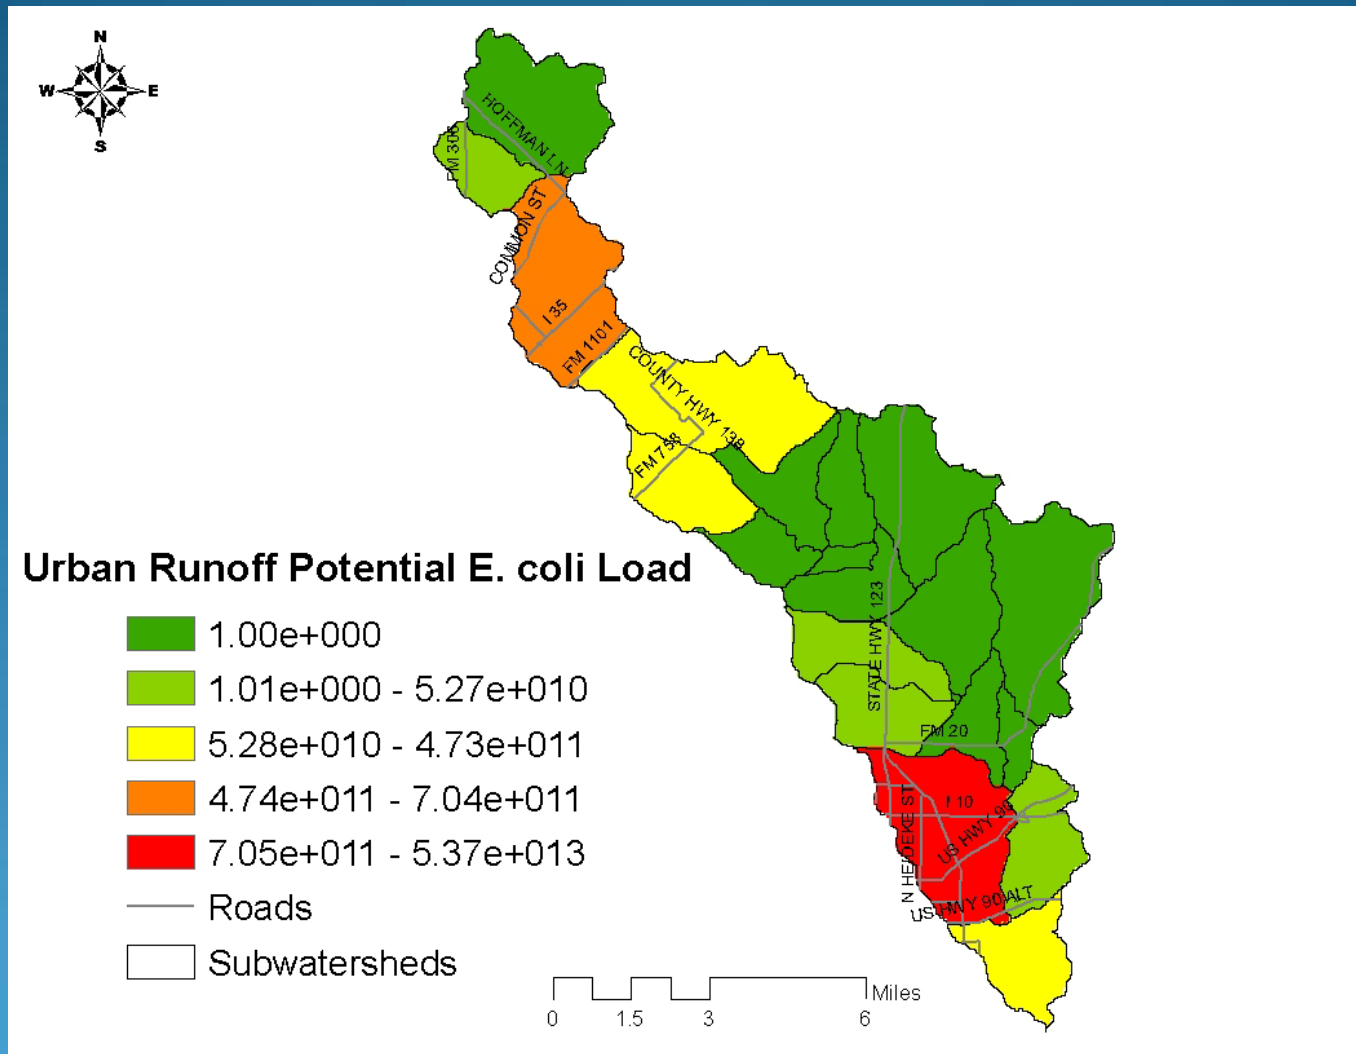 N
W E
S
HOFFMAN LN
FM 306
COMMON ST
I 35
FM 1101
COUNTY HWY 138
FM 758
Urban Runoff Potential E. coli Load
1.00e+000
1.01e+000 - 5.27e+010
5.28e+010 - 4.73e+011
4.74e+011 - 7.04e+011
7.05e+011 - 5.37e+013
Roads
Subwatersheds
STATE HWY 123
FM 20
I 10
N HEIDEKE ST
US HWY 90
US HWY 90 ALT
Miles
0 1.5 3 6